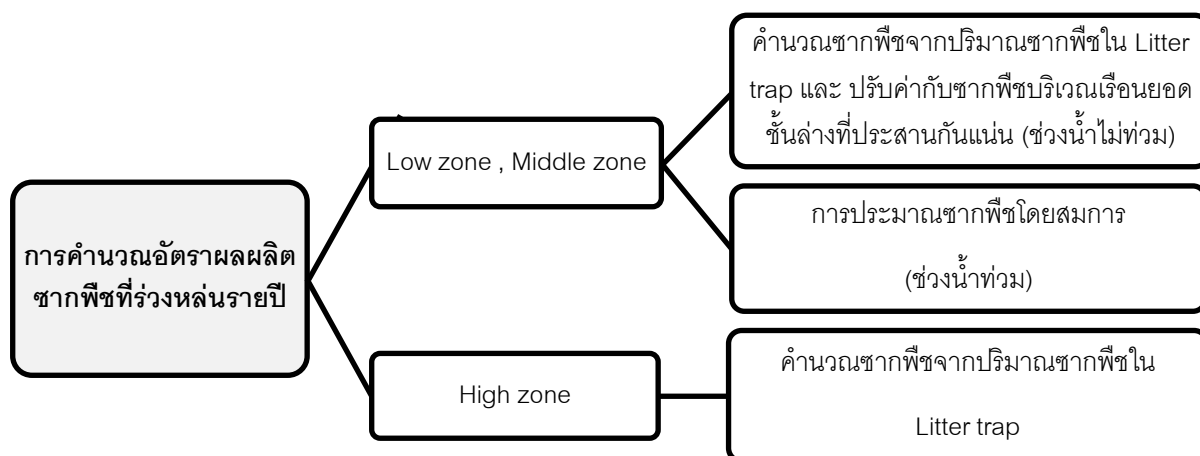 การคำนวณอัตราผลผลิต
ซากพืชที่ร่วงหล่นรายปี
Low zone , Middle zone
คำนวณซากพืชจากปริมาณซากพืชใน Litter
trap และ ปรับค่ากับซากพืชบริเวณเรือนยอด
ชั้นล่างที่ประสานกันแน่น (ช่วงน้ำไม่ท่วม)
การประมาณซากพืชโดยสมการ
(ช่วงน้ำท่วม)
High zone
คำนวณซากพืชจากปริมาณซากพืชใน
Litter trap